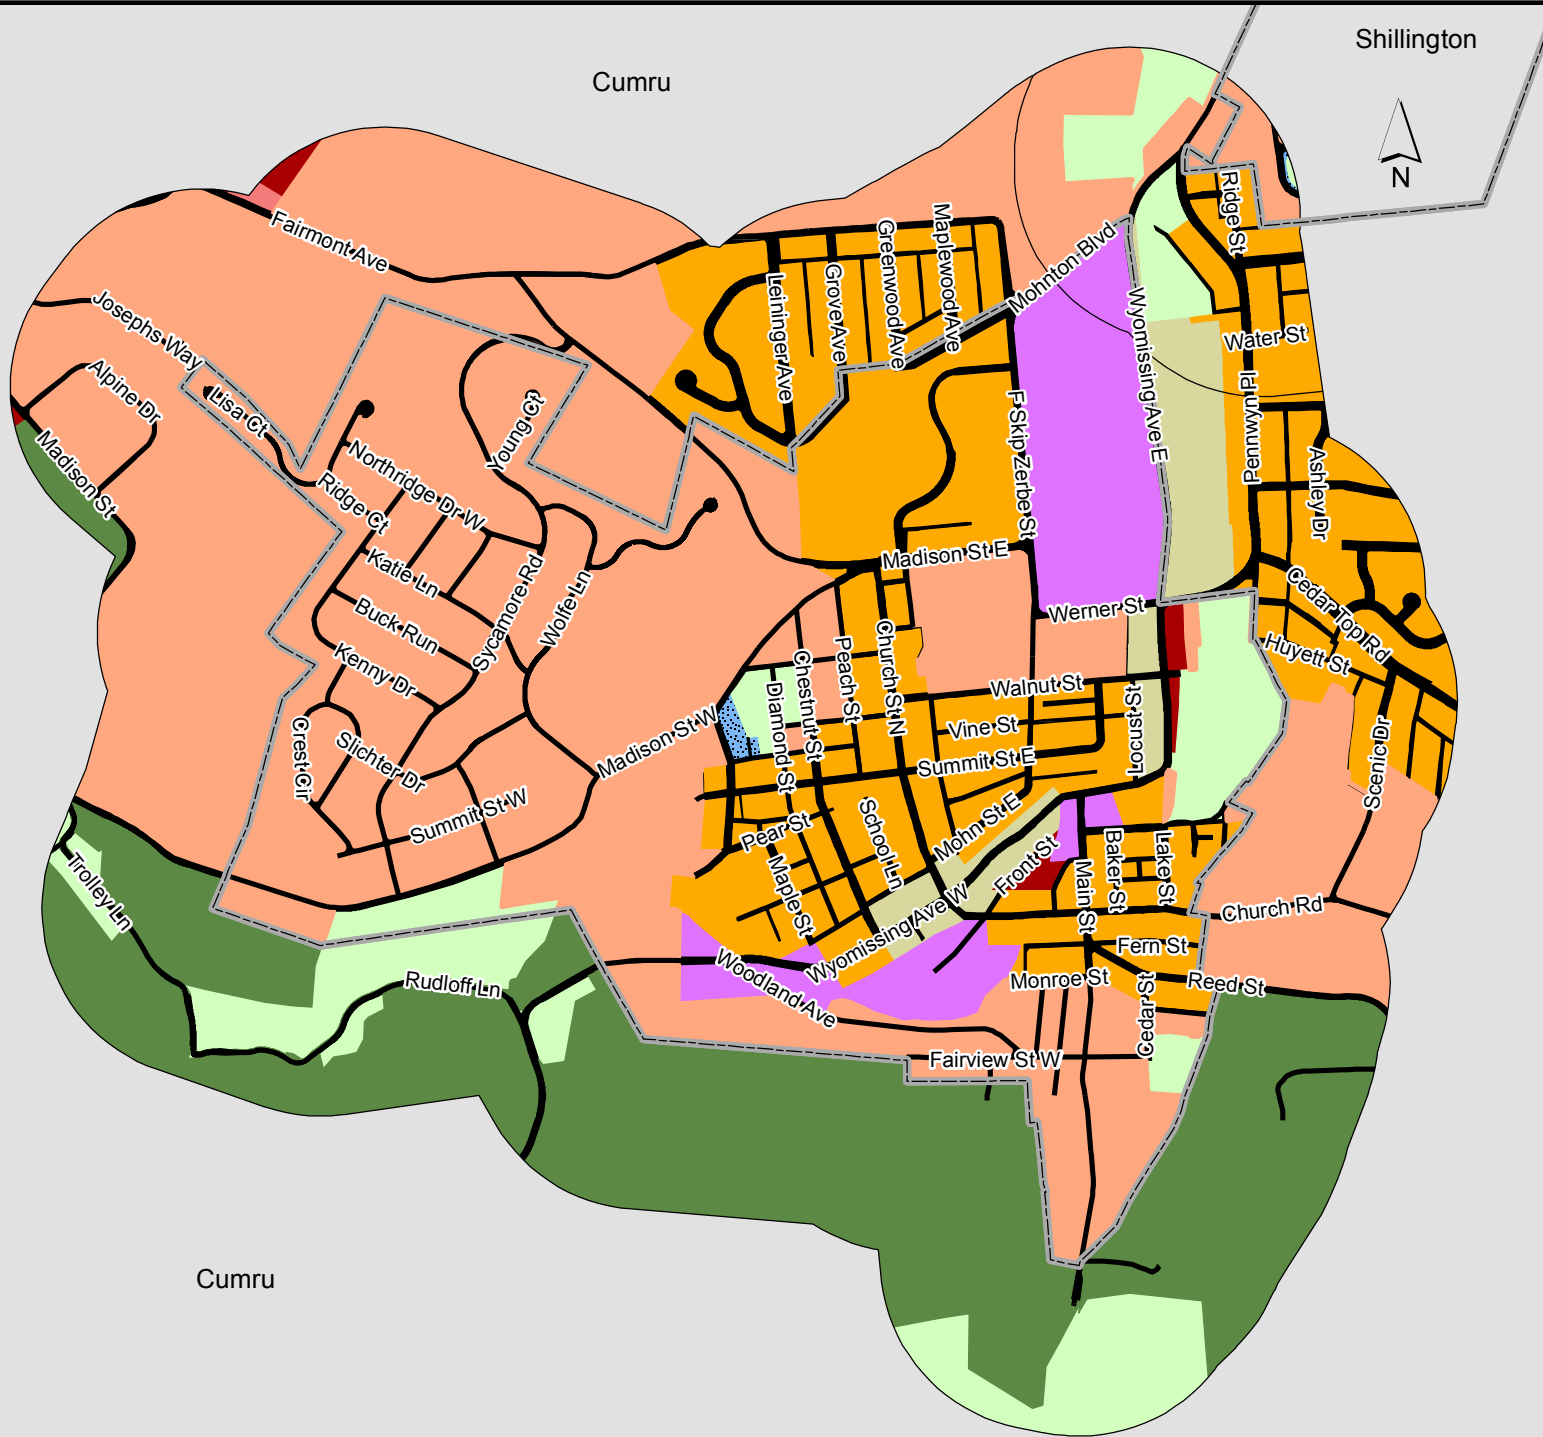 Shillington
Cumru
N
Fairmont Ave
Ridge St
Maplewood Ave
Greenwood Ave
Mohnton Blvd
Grove Ave
Leininger Ave
Josephs Way
Wyomissing Ave E
Water St
Alpine Dr
Lisa Ct
Young Ct
F Skip Zerbe St
Pennwyn Pl
Ashley Dr
Madison St
Northridge Dr W
Ridge Ct
Madison St E
Katie Ln
Sycamore Rd
Wolfe Ln
Cedar Top Rd
Buck Run
Werner St
Huyett St
Kenny Dr
Peach St
Church St N
Chestnut St
Diamond St
Walnut St
Locust St
Madison St W
Vine St
Crest Cir
Slichter Dr
Summit St E
Scenic Dr
Summit St W
Pear St
School Ln
Mohn St E
Front St
Baker St
Lake St
Trolley Ln
Maple St
Main St
Church Rd
Wyomissing Ave W
Fern St
Rudloff Ln
Woodland Ave
Monroe St
Reed St
Cedar St
Fairview St W
Cumru